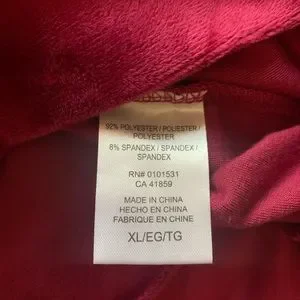 92% POLYESTER / POLIESTER /
POLYESTER
8% SPANDEX / SPANDEX /
SPANDEX
RN# 0101531
CA 41859
MADE IN CHINA
HECHO EN CHINA
FABRIQUE EN CHINE
XL/EG/TG